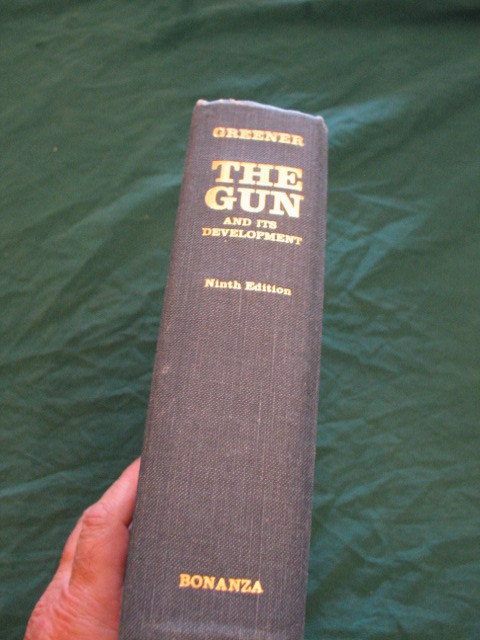 GREENER
THE
GUN
AND ITS
DEVELOPMENT
Ninth Edition
BONANZA